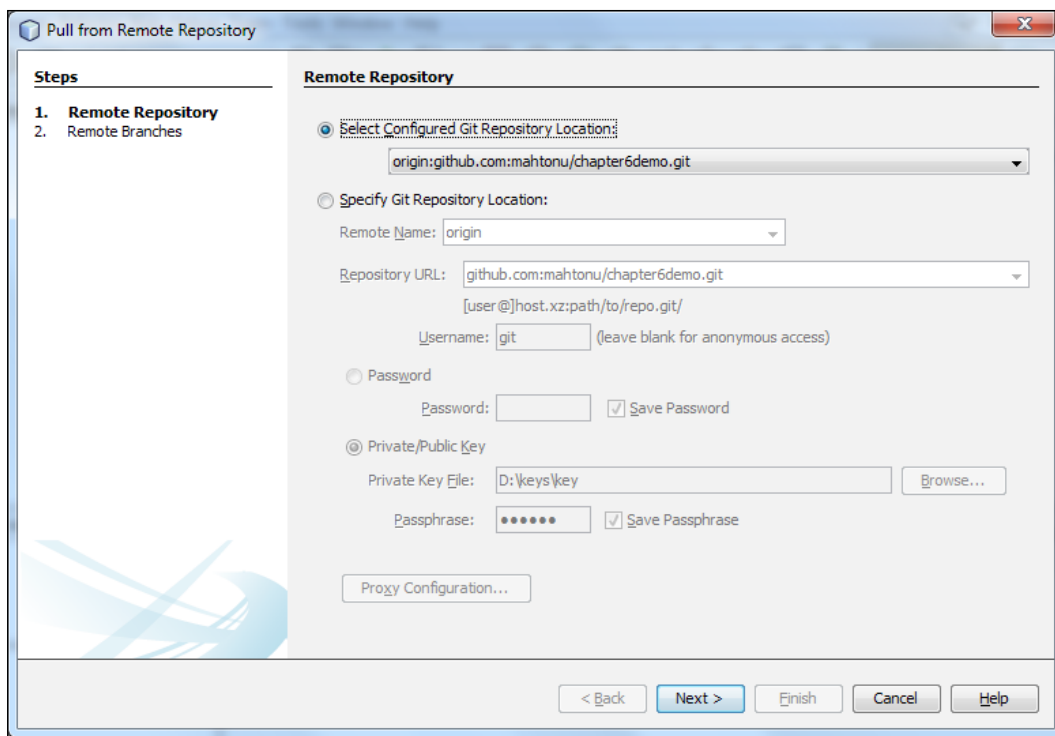 Pull from Remote Repository
Steps
1. Remote Repository
2. Remote Branches
Remote Repository
Select Configured Git Repository Location:
origin:github.com:mahtonu/chapter6demo.git
Specify Git Repository Location:
Remote Name: origin
Repository URL: github.com:mahtonu/chapter6demo.git
[user@]host.xz:path/to/repo.git/
Username: git (leave blank for anonymous access)
Password
Password: Save Password
Private/Public Key
Private Key File: D:\keys\key Browse...
Passphrase: •••••• Save Passphrase
Proxy Configuration...
< Back Next > Finish Cancel Help